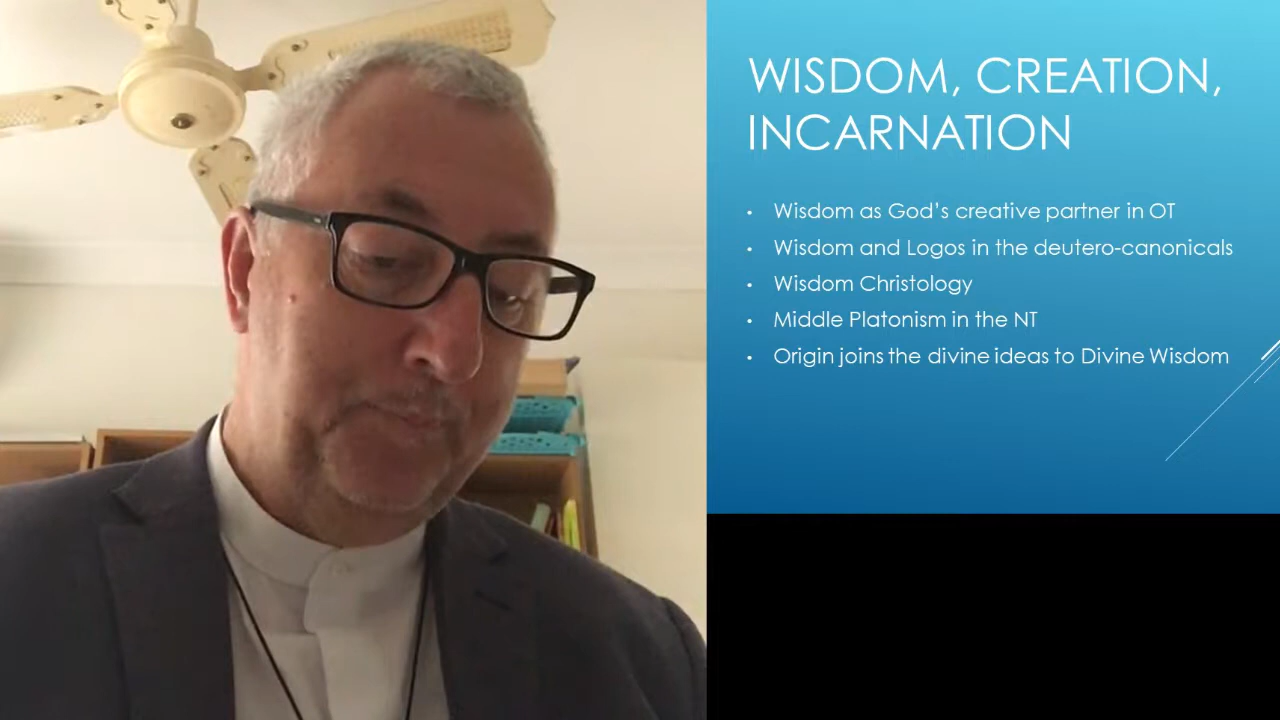 WISDOM, CREATION,
INCARNATION
• Wisdom as God's creative partner in OT
• Wisdom and Logos in the deutero-canonicals
• Wisdom Christology
• Middle Platonism in the NT
• Origin joins the divine ideas to Divine Wisdom